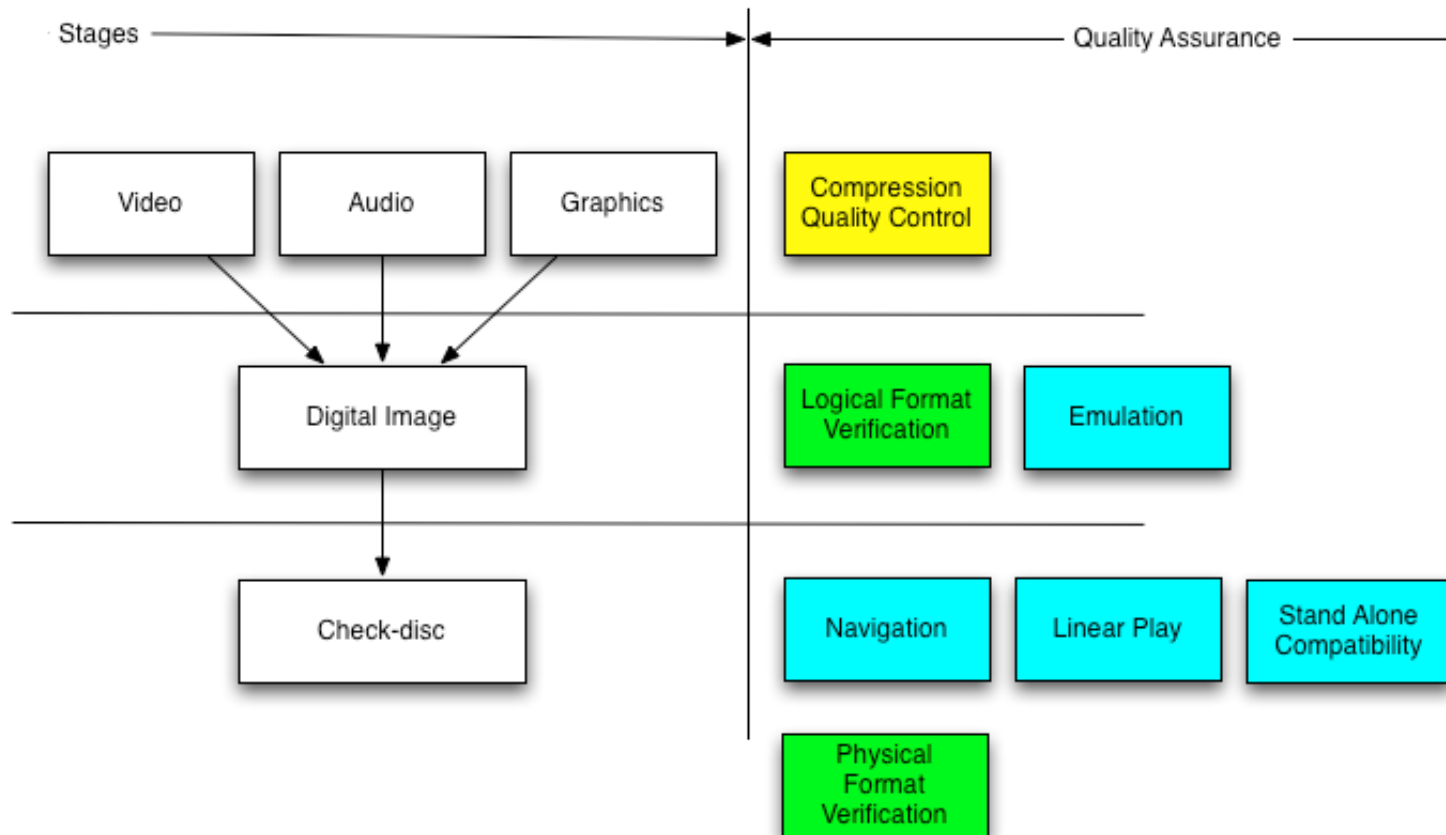 Stages
Quality Assurance
Video
Audio
Graphics
Compression
Quality Control
Digital Image
Logical Format
Verification
Emulation
Check-disc
Navigation
Linear Play
Stand Alone
Compatibility
Physical
Format
Verification